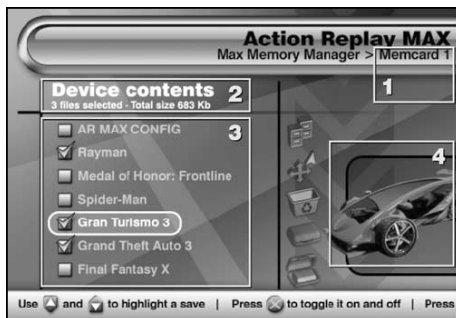 Action Replay MAX
Max Memory Manager > Memcard 1
1
Device contents
3 files selected - Total size 683 Kb
2
3
AR MAX CONFIG
Rayman
Medal of Honor: Frontline
Spider-Man
Gran Turismo 3
Grand Theft Auto 3
Final Fantasy X
4
Use and to highlight a save | Press to toggle it on and off | Press